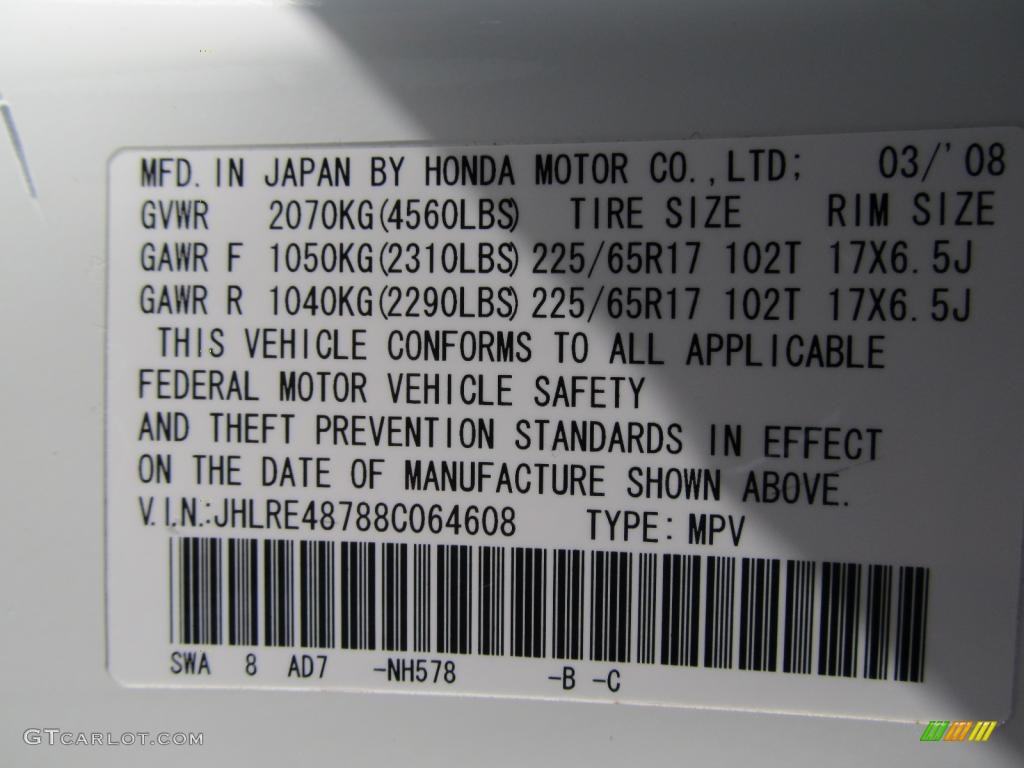 MFD. IN JAPAN BY HONDA MOTOR CO.,LTD; 03/'08
GVWR 2070KG(4560LBS) TIRE SIZE RIM SIZE
GAWR F 1050KG(2310LBS) 225/65R17 102T 17X6.5J
GAWR R 1040KG(2290LBS) 225/65R17 102T 17X6.5J
THIS VEHICLE CONFORMS TO ALL APPLICABLE
FEDERAL MOTOR VEHICLE SAFETY
AND THEFT PREVENTION STANDARDS IN EFFECT
ON THE DATE OF MANUFACTURE SHOWN ABOVE.
V.I.N.:JHLRE48788C064608 TYPE: MPV
SWA 8 AD7 -NH578 -B -C
GTCARLOT.COM